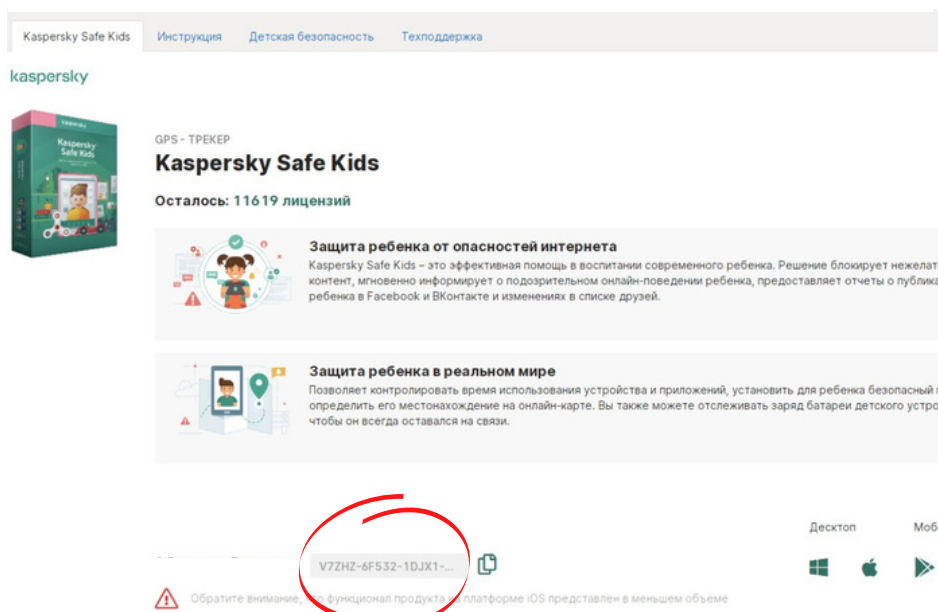 Kaspersky Safe Kids Инструкция Детская безопасность Техподдержка
kaspersky
kaspersky
Kaspersky
Safe Kids
GPS - ТРЕКЕР
Kaspersky Safe Kids
Осталось: 11619 лицензий
Защита ребенка от опасностей интернета
Kaspersky Safe Kids – это эффективная помощь в воспитании современного ребенка. Решение блокирует нежелат
контент, мгновенно информирует о подозрительном онлайн-поведении ребенка, предоставляет отчеты о публика
ребенка в Facebook и ВКонтакте и изменениях в списке друзей.
Защита ребенка в реальном мире
Позволяет контролировать время использования устройства и приложений, установить для ребенка безопасный
определить его местонахождение на онлайн-карте. Вы также можете отслеживать заряд батареи детского устро
чтобы он всегда оставался на связи.
Десктоп Моб
V7ZHZ-6F532-1DJX1-...
Обратите внимание, что функционал продукта на платформе iOS представлен в меньшем объёме